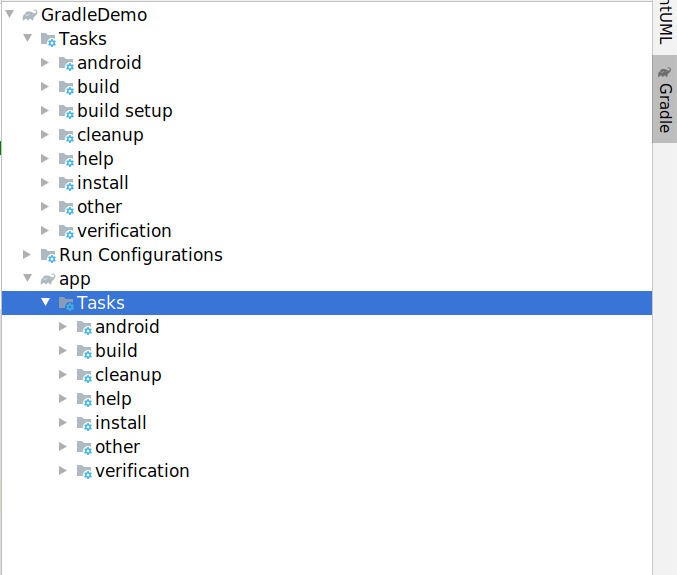 GradleDemo
Tasks
android
build
build setup
cleanup
help
install
other
verification
Run Configurations
app
Tasks
android
build
cleanup
help
install
other
verification
ntUML
Gradle